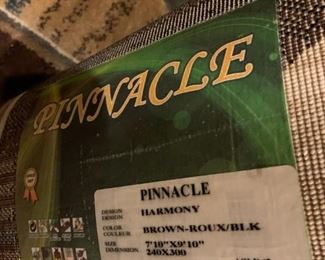 PINNACLE
PINNACLE
DESIGN
DESIGN HARMONY
COLOR
COULEUR BROWN-ROUX/BLK
SIZE 7'10"X9'10"
DIMENSION 240X300